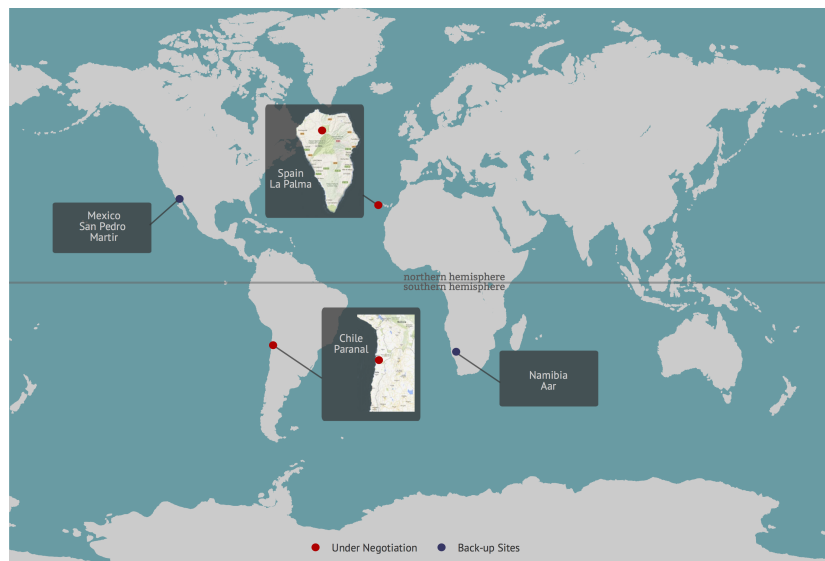 Spain
La Palma
Mexico
San Pedro
Martir
northern hemisphere
southern hemisphere
Chile
Paranal
Namibia
Aar
Under Negotiation
Back-up Sites